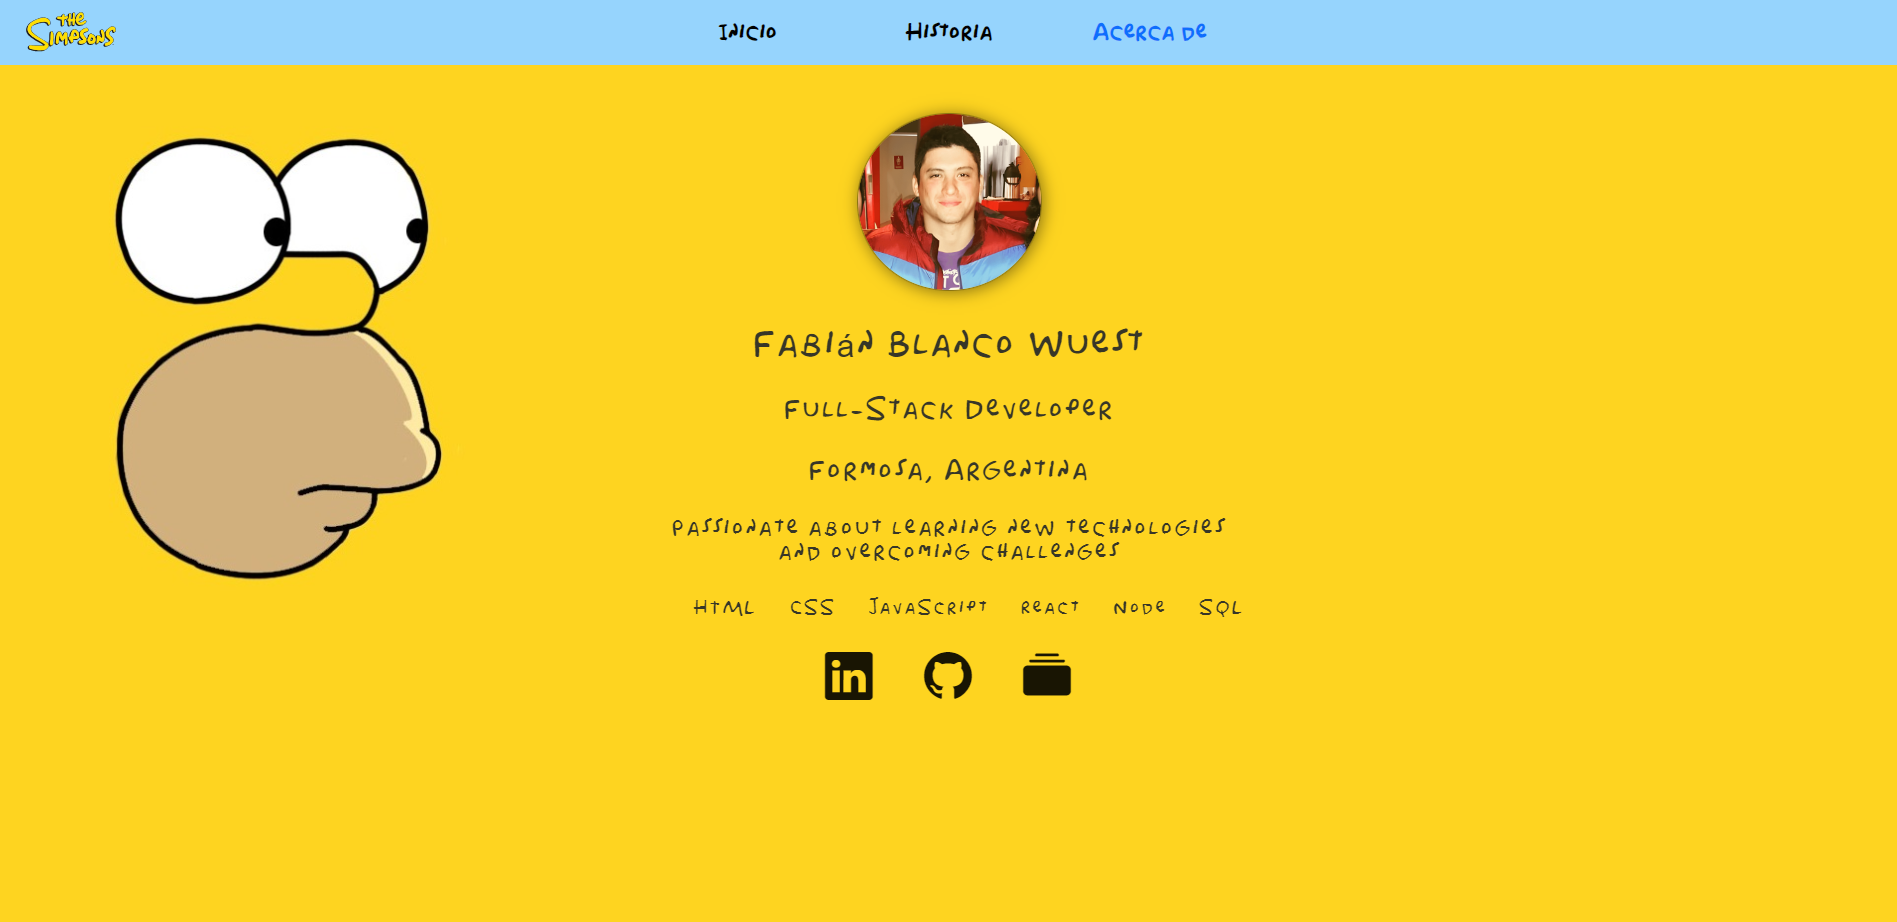 The Simpsons
Inicio Historia Acerca de
Fabián Blanco Wuest
Full-Stack Developer
Formosa, Argentina
Passionate about learning new technologies
and overcoming challenges
HTML CSS JavaScript React Node SQL
in